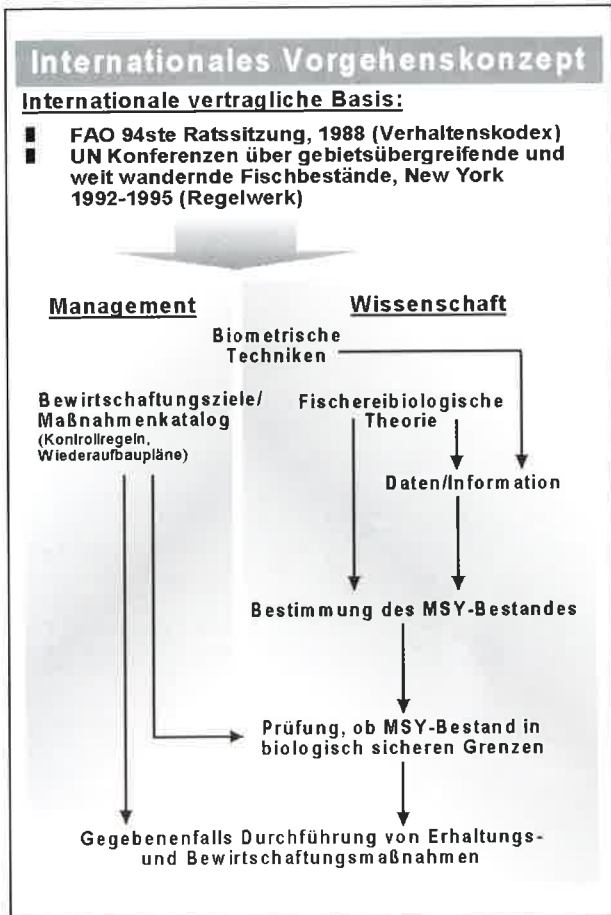 Internationales Vorgehenskonzept
Internationale vertragliche Basis:
■ FAO 94ste Ratssitzung, 1988 (Verhaltenskodex)
■ UN Konferenzen über gebietsübergreifende und
weit wandernde Fischbestände, New York
1992-1995 (Regelwerk)
Management
Wissenschaft
Biometrische
Techniken
Bewirtschaftungsziele/
Maßnahmenkatalog
(Kontrollregeln,
Wiederaufbaupläne)
Fischereibiologische
Theorie
Daten/Information
Bestimmung des MSY-Bestandes
Prüfung, ob MSY-Bestand in
biologisch sicheren Grenzen
Gegebenenfalls Durchführung von Erhaltungs-
und Bewirtschaftungsmaßnahmen